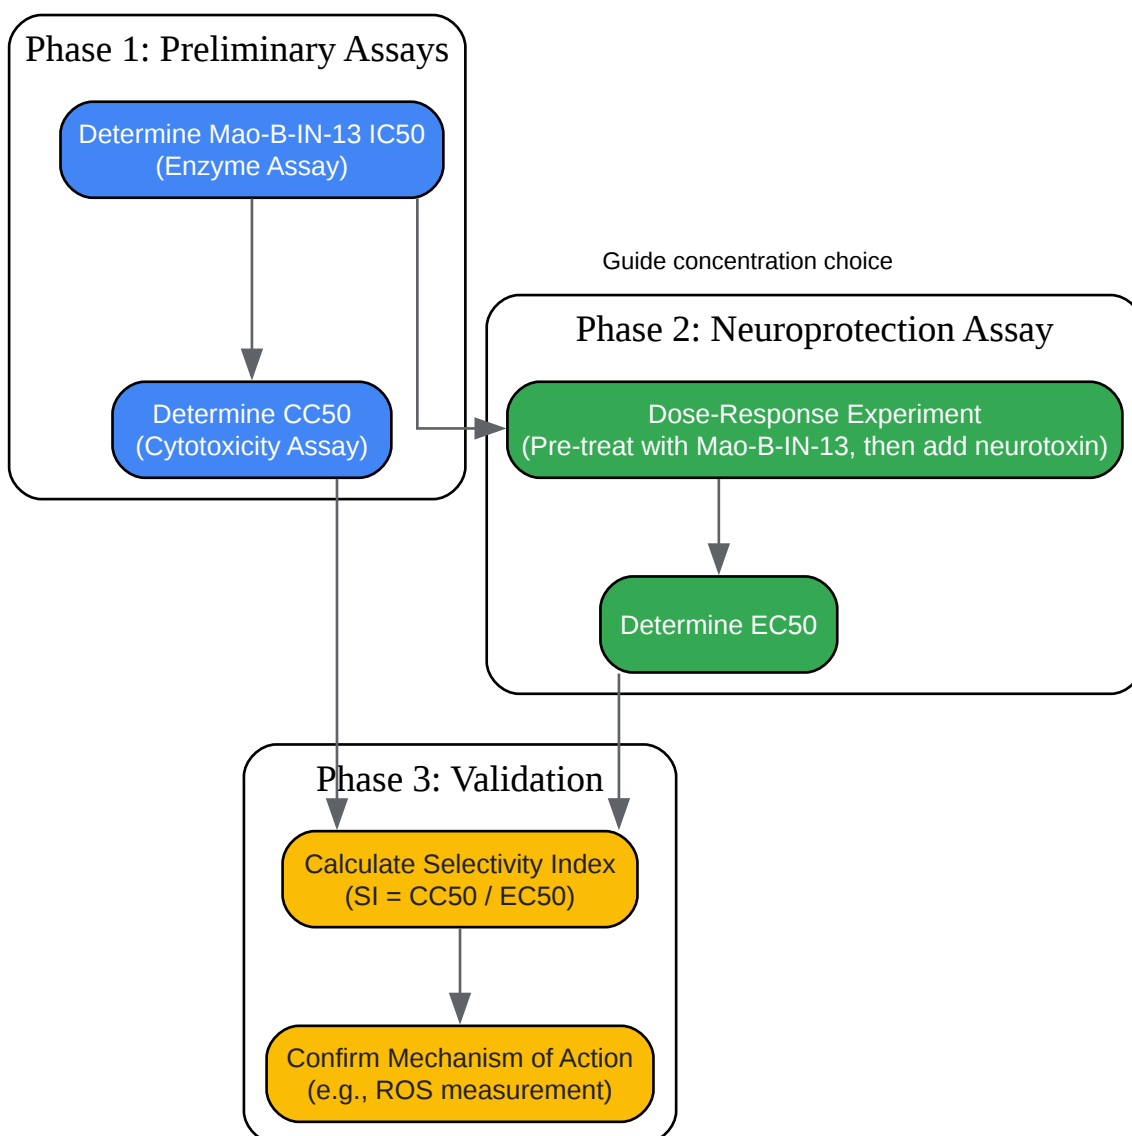 Phase 1: Preliminary Assays
Determine Mao-B-IN-13 IC50
(Enzyme Assay)
Guide concentration choice
Phase 2: Neuroprotection Assay
Determine CC50
(Cytotoxicity Assay)
Dose-Response Experiment
(Pre-treat with Mao-B-IN-13, then add neurotoxin)
Determine EC50
Phase 3: Validation
Calculate Selectivity Index
(SI = CC50 / EC50)
Confirm Mechanism of Action
(e.g., ROS measurement)